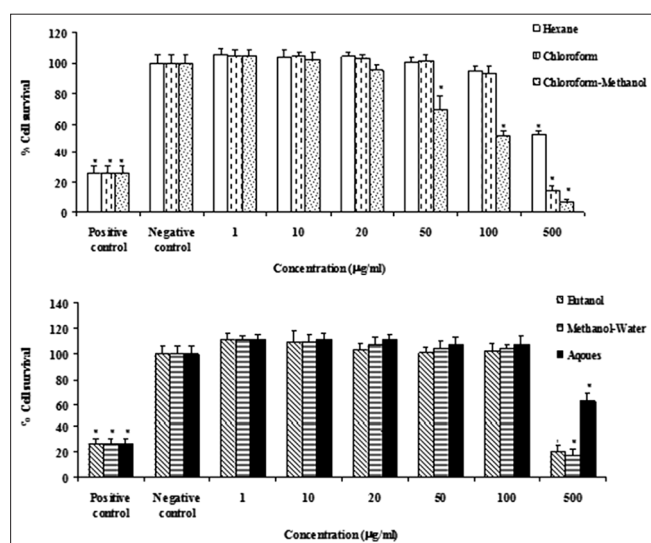 120
100
80
60
40
20
0
% Cell survival
Hexane
Chloroform
Chloroform-Methanol
*
*
*
*
*
*
*
*
Positive control
Negative control
1
10
20
50
100
500
Concentration (µg/ml)
140
120
100
80
60
40
20
0
% Cell survival
Butanol
Methanol-Water
Aqoues
*
*
*
*
*
Positive control
Negative control
1
10
20
50
100
500
Concentration (µg/ml)